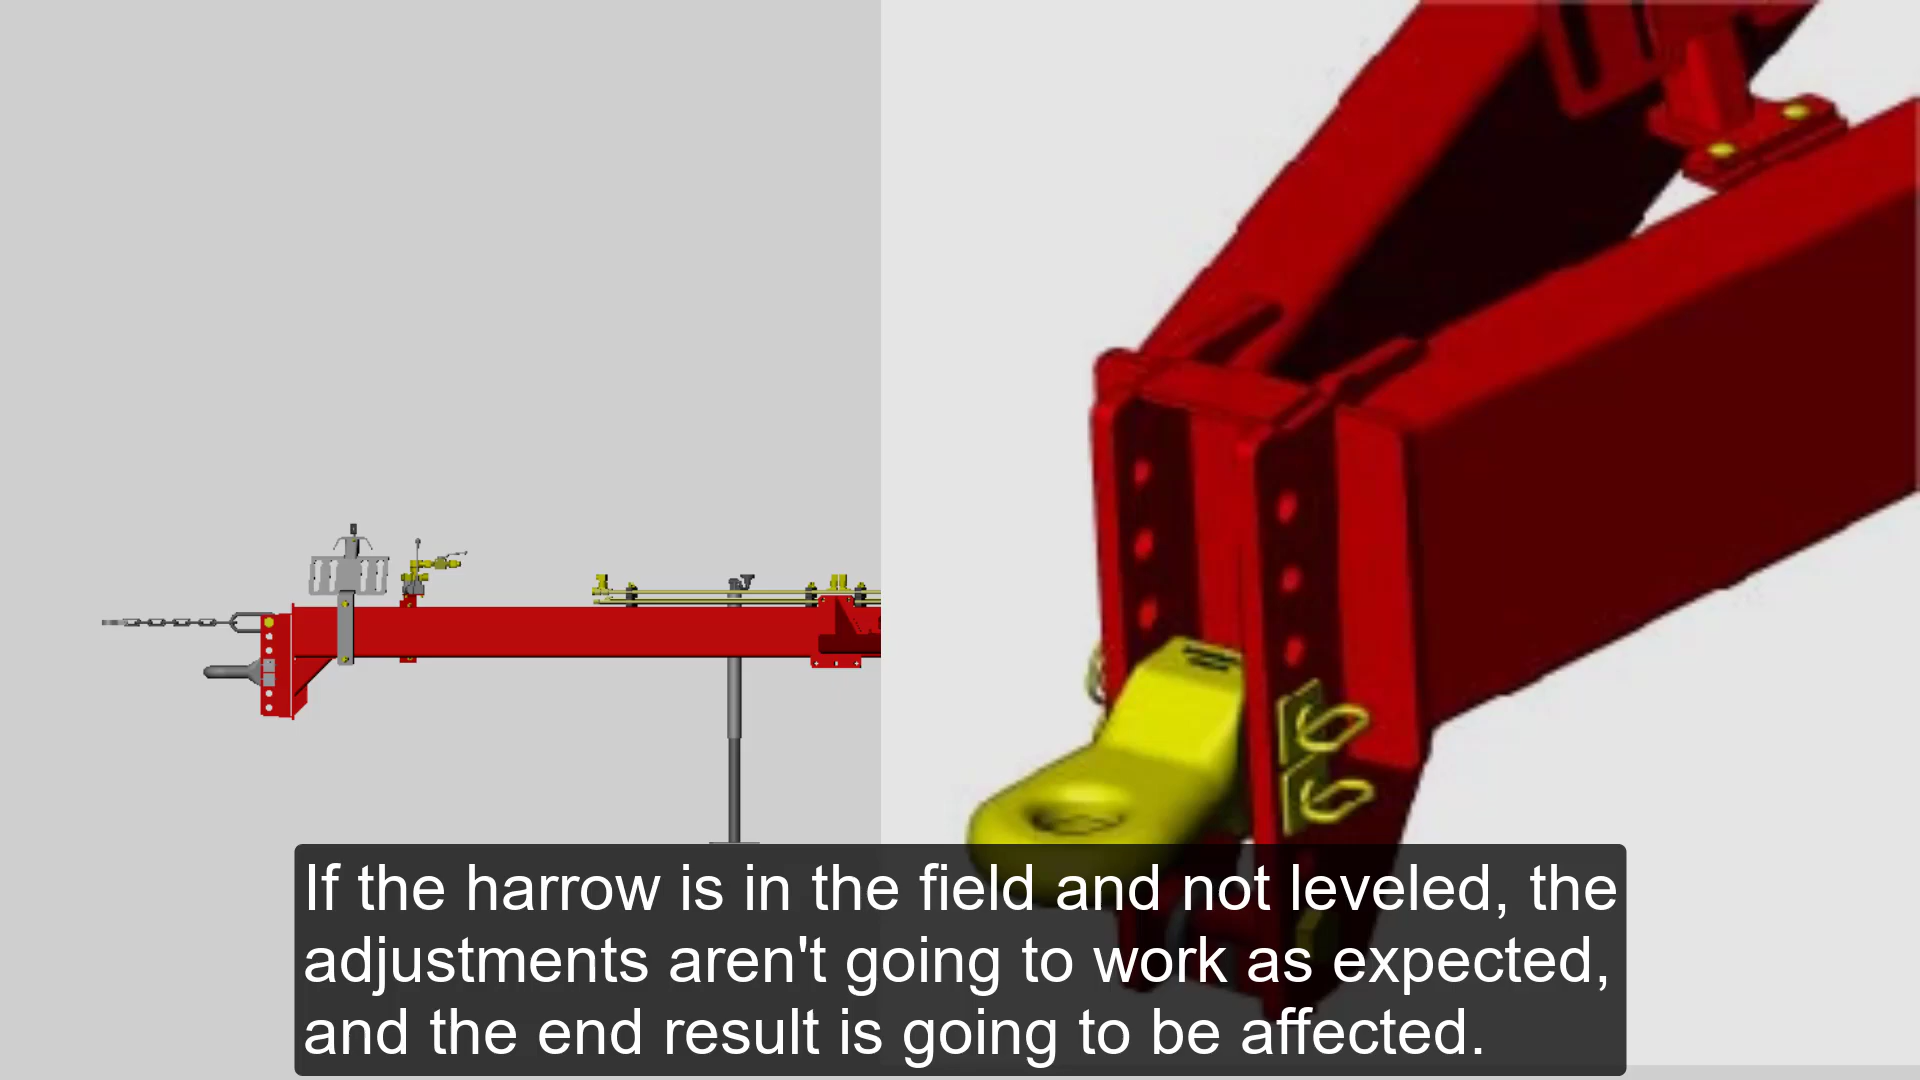 If the harrow is in the field and not leveled, the
adjustments aren't going to work as expected,
and the end result is going to be affected.